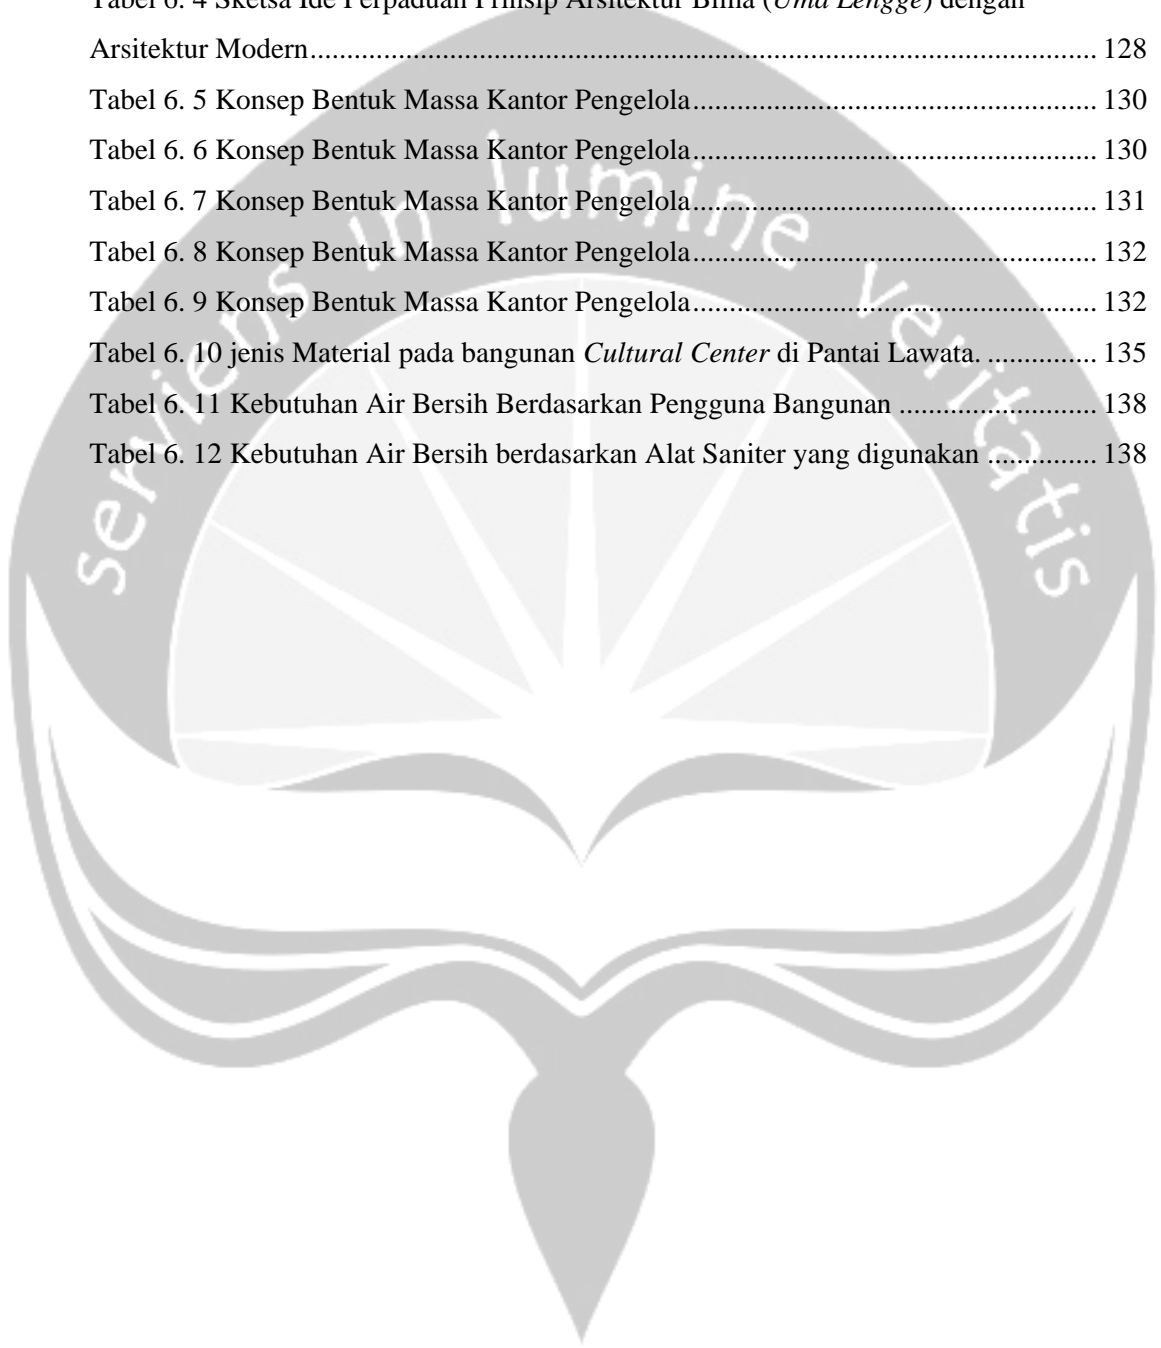 Tabel 6. 4 Sketsa Ide Perpaduan Prinsip Arsitektur Bima (Uma Lengge) dengan
Arsitektur Modern........................................................................................................ 128
Tabel 6. 5 Konsep Bentuk Massa Kantor Pengelola...................................................... 130
Tabel 6. 6 Konsep Bentuk Massa Kantor Pengelola...................................................... 130
Tabel 6. 7 Konsep Bentuk Massa Kantor Pengelola...................................................... 131
Tabel 6. 8 Konsep Bentuk Massa Kantor Pengelola...................................................... 132
Tabel 6. 9 Konsep Bentuk Massa Kantor Pengelola...................................................... 132
Tabel 6. 10 jenis Material pada bangunan Cultural Center di Pantai Lawata. .............. 135
Tabel 6. 11 Kebutuhan Air Bersih Berdasarkan Pengguna Bangunan .......................... 138
Tabel 6. 12 Kebutuhan Air Bersih berdasarkan Alat Saniter yang digunakan ............... 138
serviens in lumine veritatis